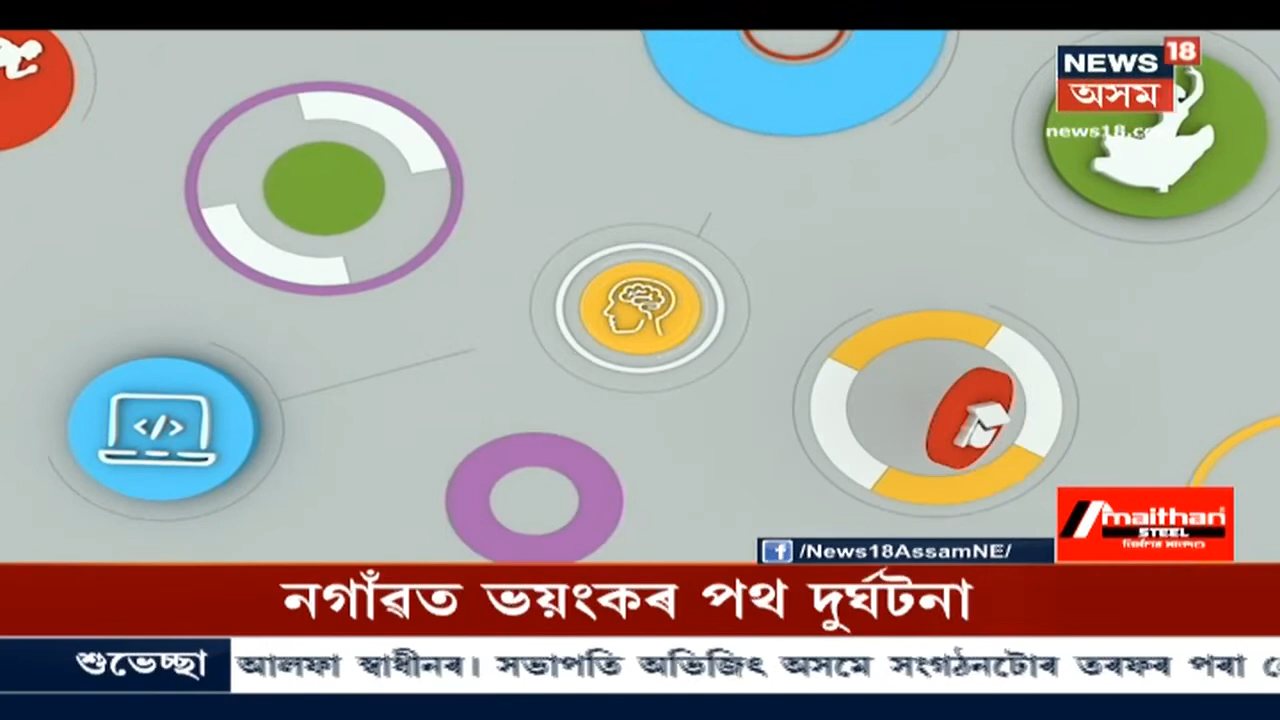 NEWS 18
অসম
</>
/News18AssamNE/
maithan
STEEL
নগাঁৱত ভয়ংকৰ পথ দুৰ্ঘটনা
শুভেচ্ছা
আলফা স্বাধীনৰ। সভাপতি অভিজিৎ অসমে সংগঠনটোৰ তৰফৰ পৰা